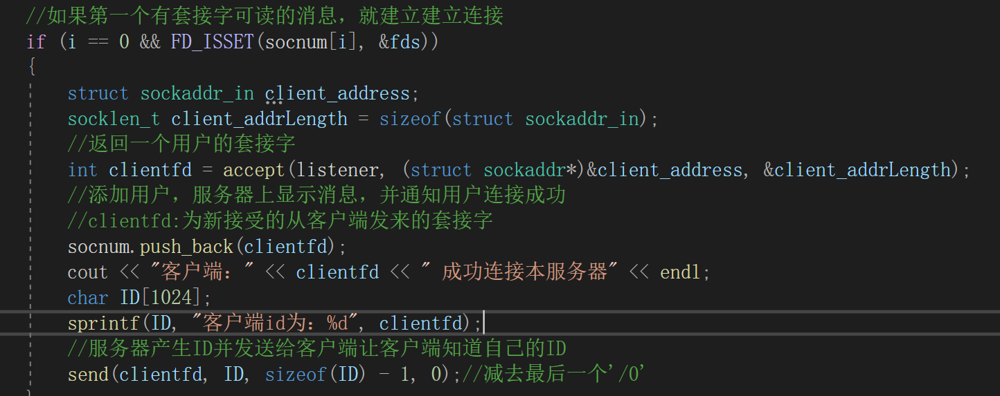 //如果第一个有套接字可读的消息，就建立建立连接
if (i == 0 && FD_ISSET(socnum[i], &fds))
{
struct sockaddr_in client_address;
socklen_t client_addrLength = sizeof(struct sockaddr_in);
//返回一个用户的套接字
int clientfd = accept(listener, (struct sockaddr*)&client_address, &client_addrLength);
//添加用户，服务器上显示消息，并通知用户连接成功
//clientfd:为新接受的从客户端发来的套接字
socnum.push_back(clientfd);
cout << "客户端：" << clientfd << " 成功连接本服务器" << endl;
char ID[1024];
sprintf(ID, "客户端id为：%d", clientfd);
//服务器产生ID并发送给客户端让客户端知道自己的ID
send(clientfd, ID, sizeof(ID) - 1, 0);//减去最后一个'/0'